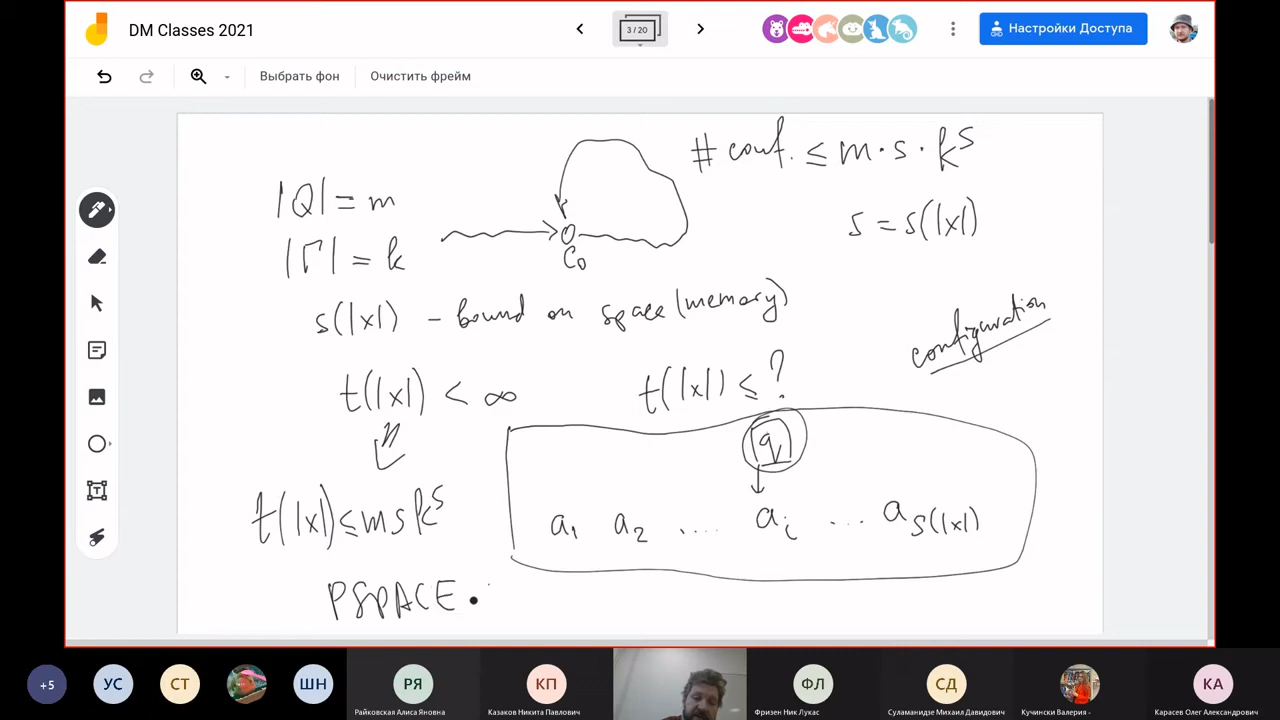 DM Classes 2021
3 / 20
Настройки Доступа
Выбрать фон
Очистить фрейм
# conf. ≤ m · s · k^s
|Q| = m
s = s(|x|)
|Γ| = k
C₀
s(|x|) – bound on space (memory)
configuration
t(|x|) < ∞
t(|x|) ≤ ?
q
t(|x|) ≤ m s k^s
a₁ a₂ .... aᵢ ... a_s(|x|)
PSPACE
+5
УС
СТ
ШН
РЯ
Райковская Алиса Яновна
КП
Казаков Никита Павлович
ФЛ
Фризен Ник Лукас
СД
Суламанидзе Михаил Давидович
Кучински Валерия -
КА
Карасев Олег Александрович